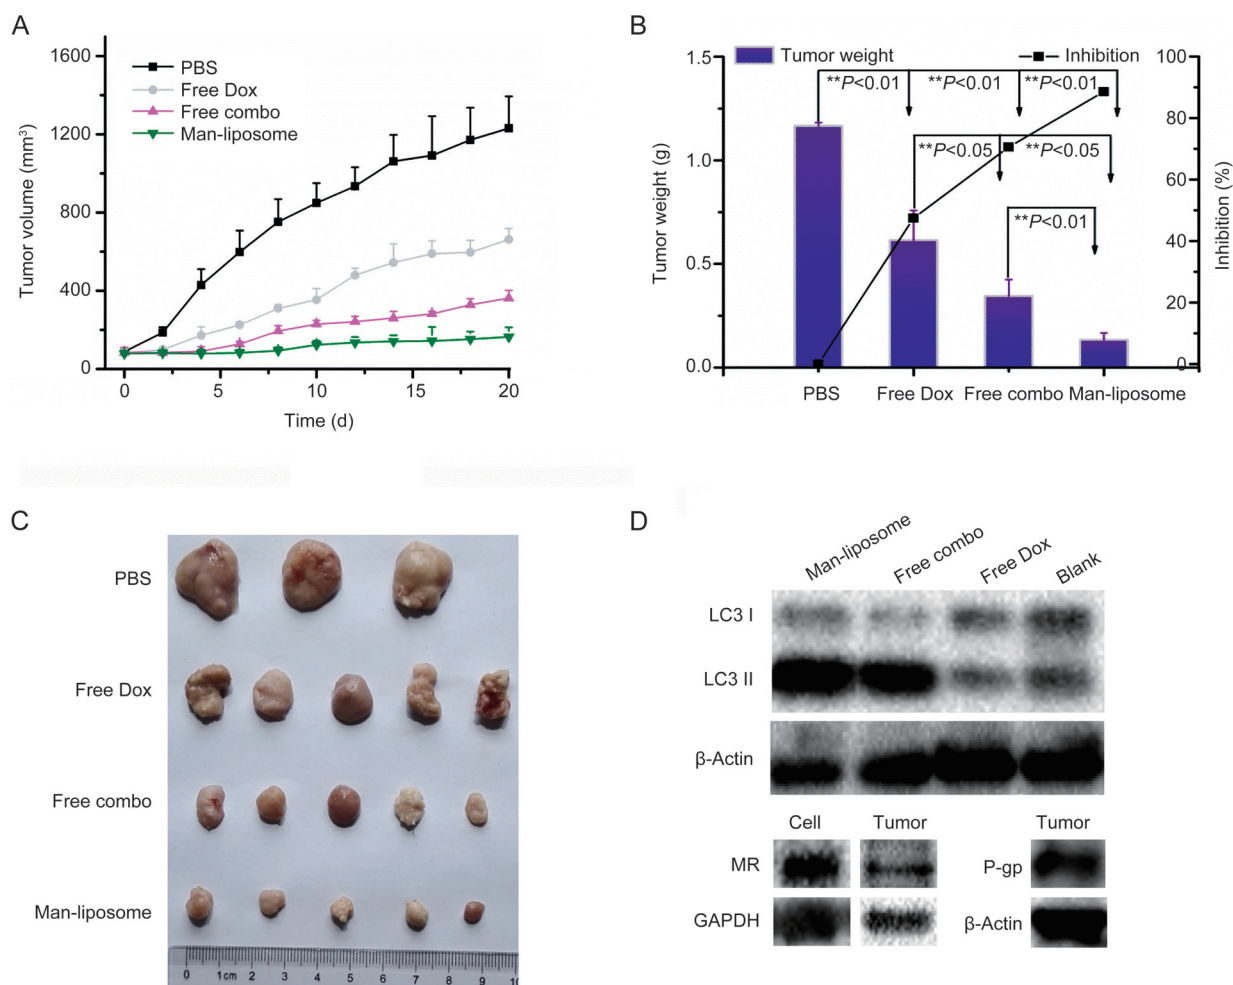 A
1600
1200
800
400
0
0 5 10 15 20
Tumor volume (mm³)
Time (d)
PBS
Free Dox
Free combo
Man-liposome
B
Tumor weight
Inhibition
1.5
1.0
0.5
0.0
Tumor weight (g)
100
80
60
40
20
0
Inhibition (%)
**P<0.01 **P<0.01 **P<0.01
**P<0.05 **P<0.05
**P<0.01
PBS Free Dox Free combo Man-liposome
C
PBS
Free Dox
Free combo
Man-liposome
0 1cm 2 3 4 5 6 7 8 9 10
D
Man-liposome Free combo Free Dox Blank
LC3 I
LC3 II
β-Actin
Cell Tumor Tumor
MR P-gp
GAPDH β-Actin